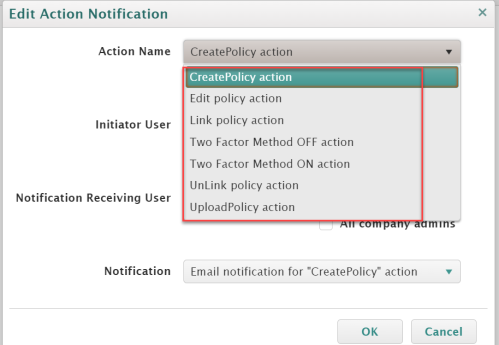 Edit Action Notification
Action Name
CreatePolicy action
CreatePolicy action
Edit policy action
Link policy action
Initiator User
Two Factor Method OFF action
Two Factor Method ON action
UnLink policy action
Notification Receiving User
UploadPolicy action
All company admins
Notification
Email notification for "CreatePolicy" action
OK
Cancel